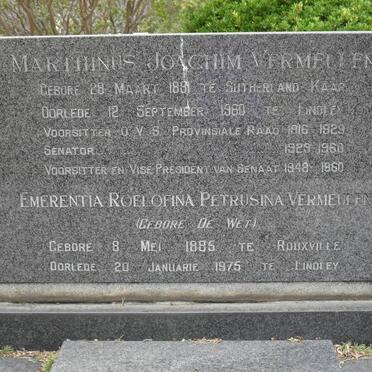 MARTHINUS JOACHIM VERMEULEN
GEBORE 28 MAART 1881 TE SUTHERLAND KAAP
OORLEDE 12 SEPTEMBER 1960 TE LINDLEY
VOORSITTER O.V.S. PROVINSIALE RAAD 1916 1929
SENATOR 1929 1960
VOORSITTER EN VISE PRESIDENT VAN SENAAT 1948 1960
EMERENTIA ROELOFINA PETRUSINA VERMEULEN
(GEBORE DE WET)
GEBORE 8 MEI 1885 TE ROUXVILLE
OORLEDE 20 JANUARIE 1975 TE LINDLEY